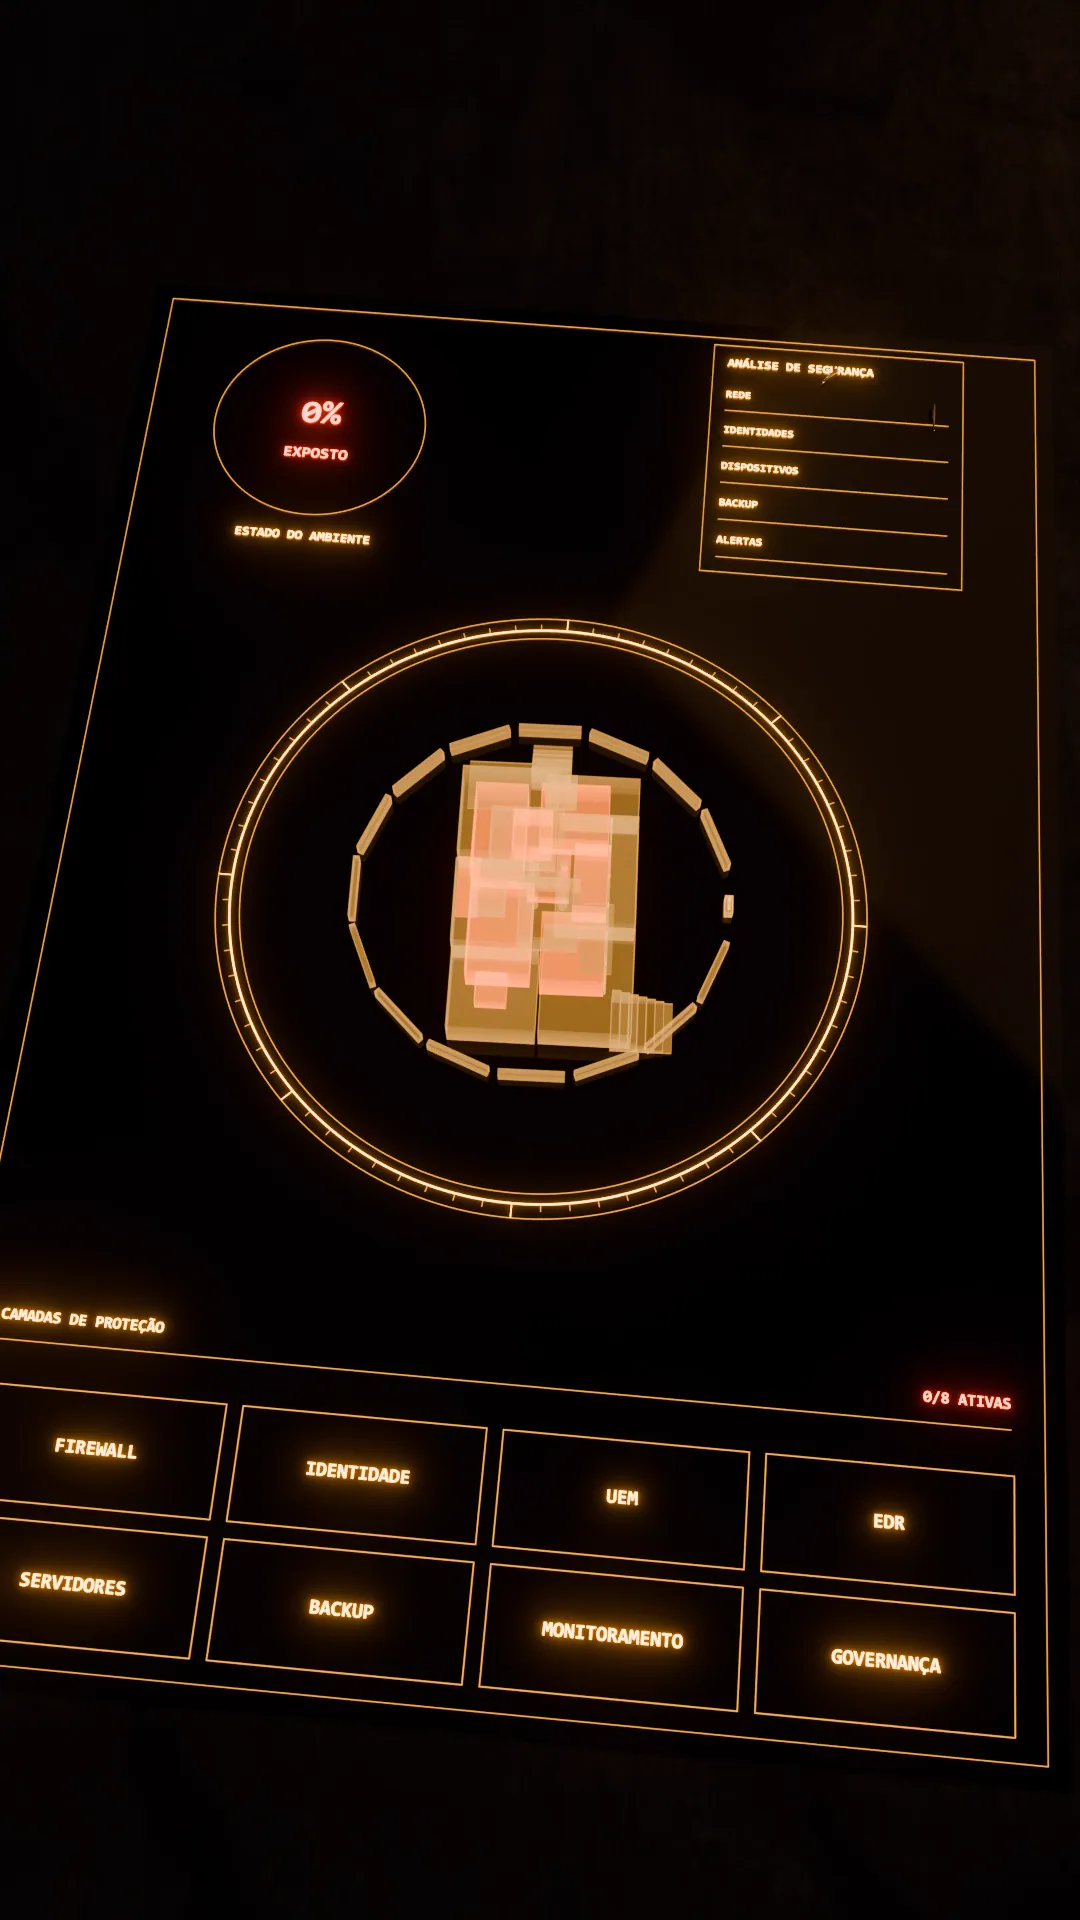 0%
EXPOSTO
ESTADO DO AMBIENTE
ANÁLISE DE SEGURANÇA
REDE
IDENTIDADES
DISPOSITIVOS
BACKUP
ALERTAS
CAMADAS DE PROTEÇÃO
0/8 ATIVAS
FIREWALL
IDENTIDADE
UEM
EDR
SERVIDORES
BACKUP
MONITORAMENTO
GOVERNANÇA